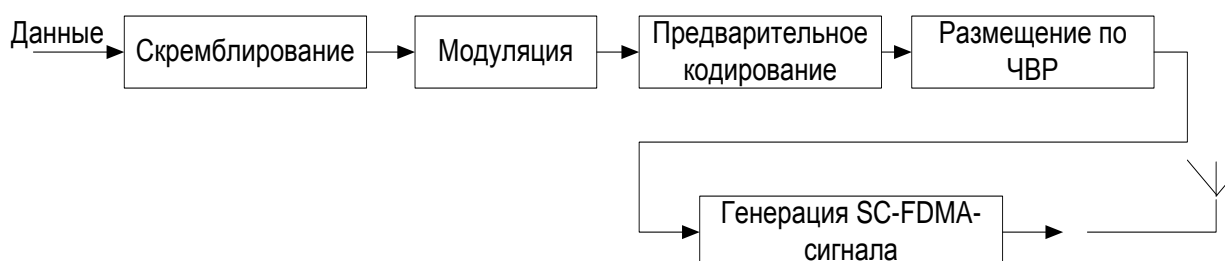 Данные
Скремблирование
Модуляция
Предварительное
кодирование
Размещение по
ЧВР
Генерация SC-FDMA-
сигнала